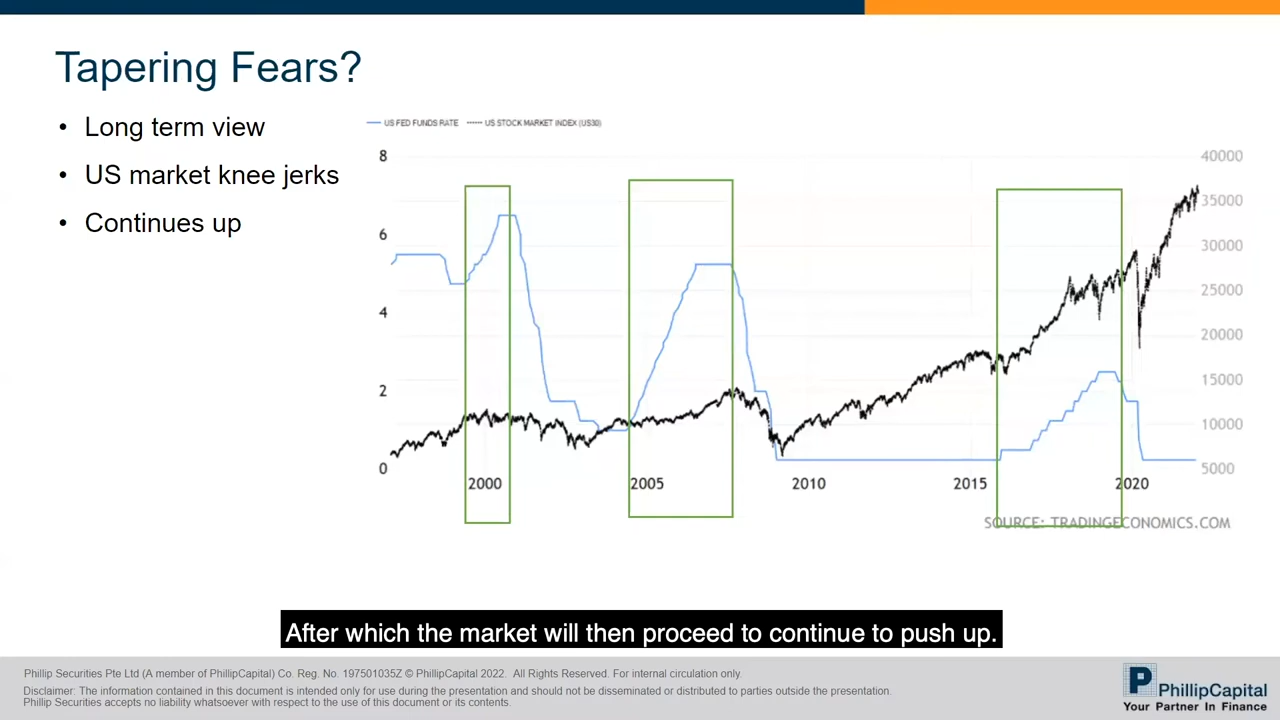 Tapering Fears?
• Long term view
• US market knee jerks
• Continues up
US FED FUNDS RATE US STOCK MARKET INDEX (US30)
8 40000
35000
6 30000
25000
4 20000
2 15000
10000
0 5000
2000 2005 2010 2015 2020
SOURCE: TRADINGECONOMICS.COM
After which the market will then proceed to continue to push up.
Phillip Securities Pte Ltd (A member of PhillipCapital) Co. Reg. No. 197501035Z © PhillipCapital 2022. All Rights Reserved. For internal circulation only.
Disclaimer: The information contained in this document is intended only for use during the presentation and should not be disseminated or distributed to parties outside the presentation.
Phillip Securities accepts no liability whatsoever with respect to the use of this document or its contents.
P PhillipCapital
Your Partner In Finance